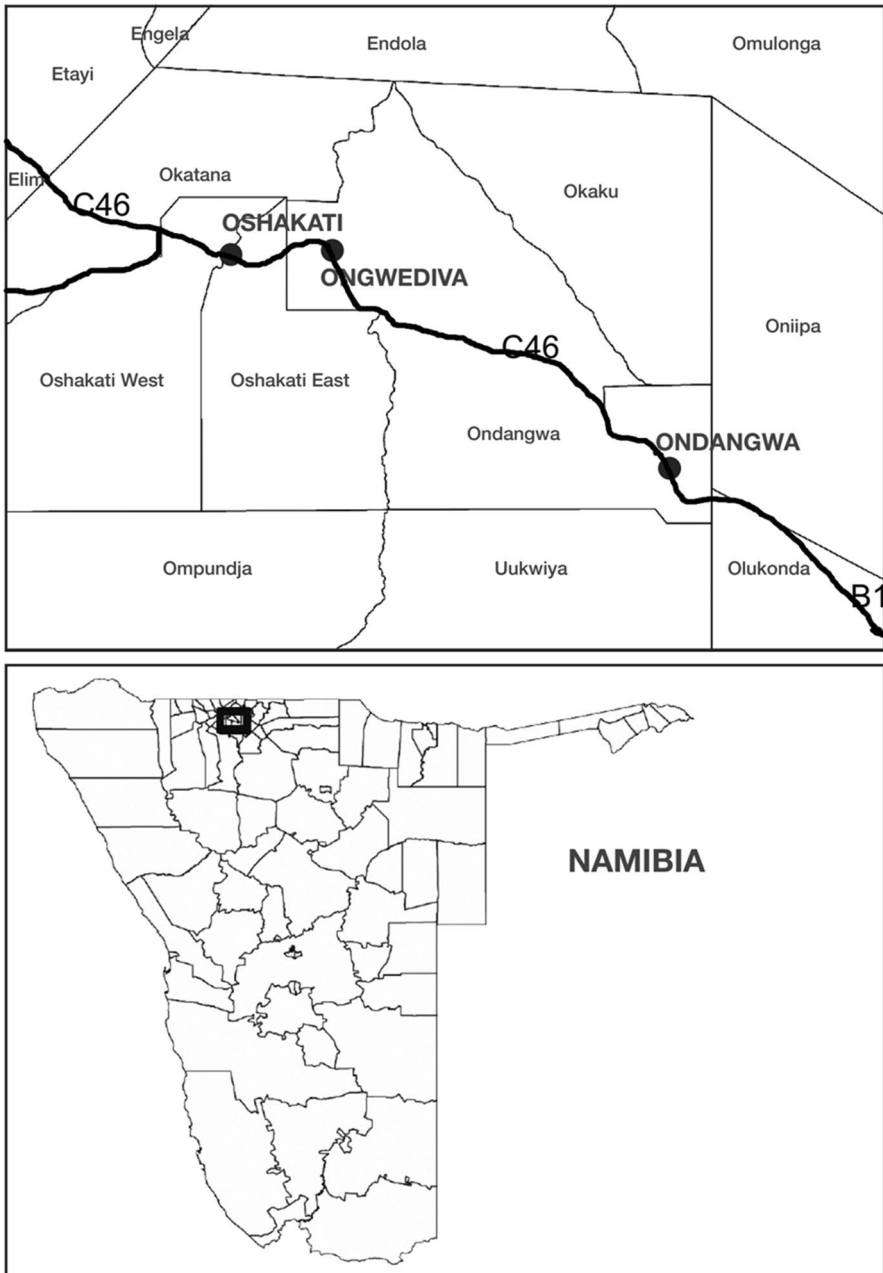 Engela
Endola
Omulonga
Etayi
Elim
Okatana
Okaku
C46
OSHAKATI
ONGWEDIVA
Oniipa
C46
Oshakati West
Oshakati East
Ondangwa
ONDANGWA
Ompundja
Uukwiya
Olukonda
B1
NAMIBIA